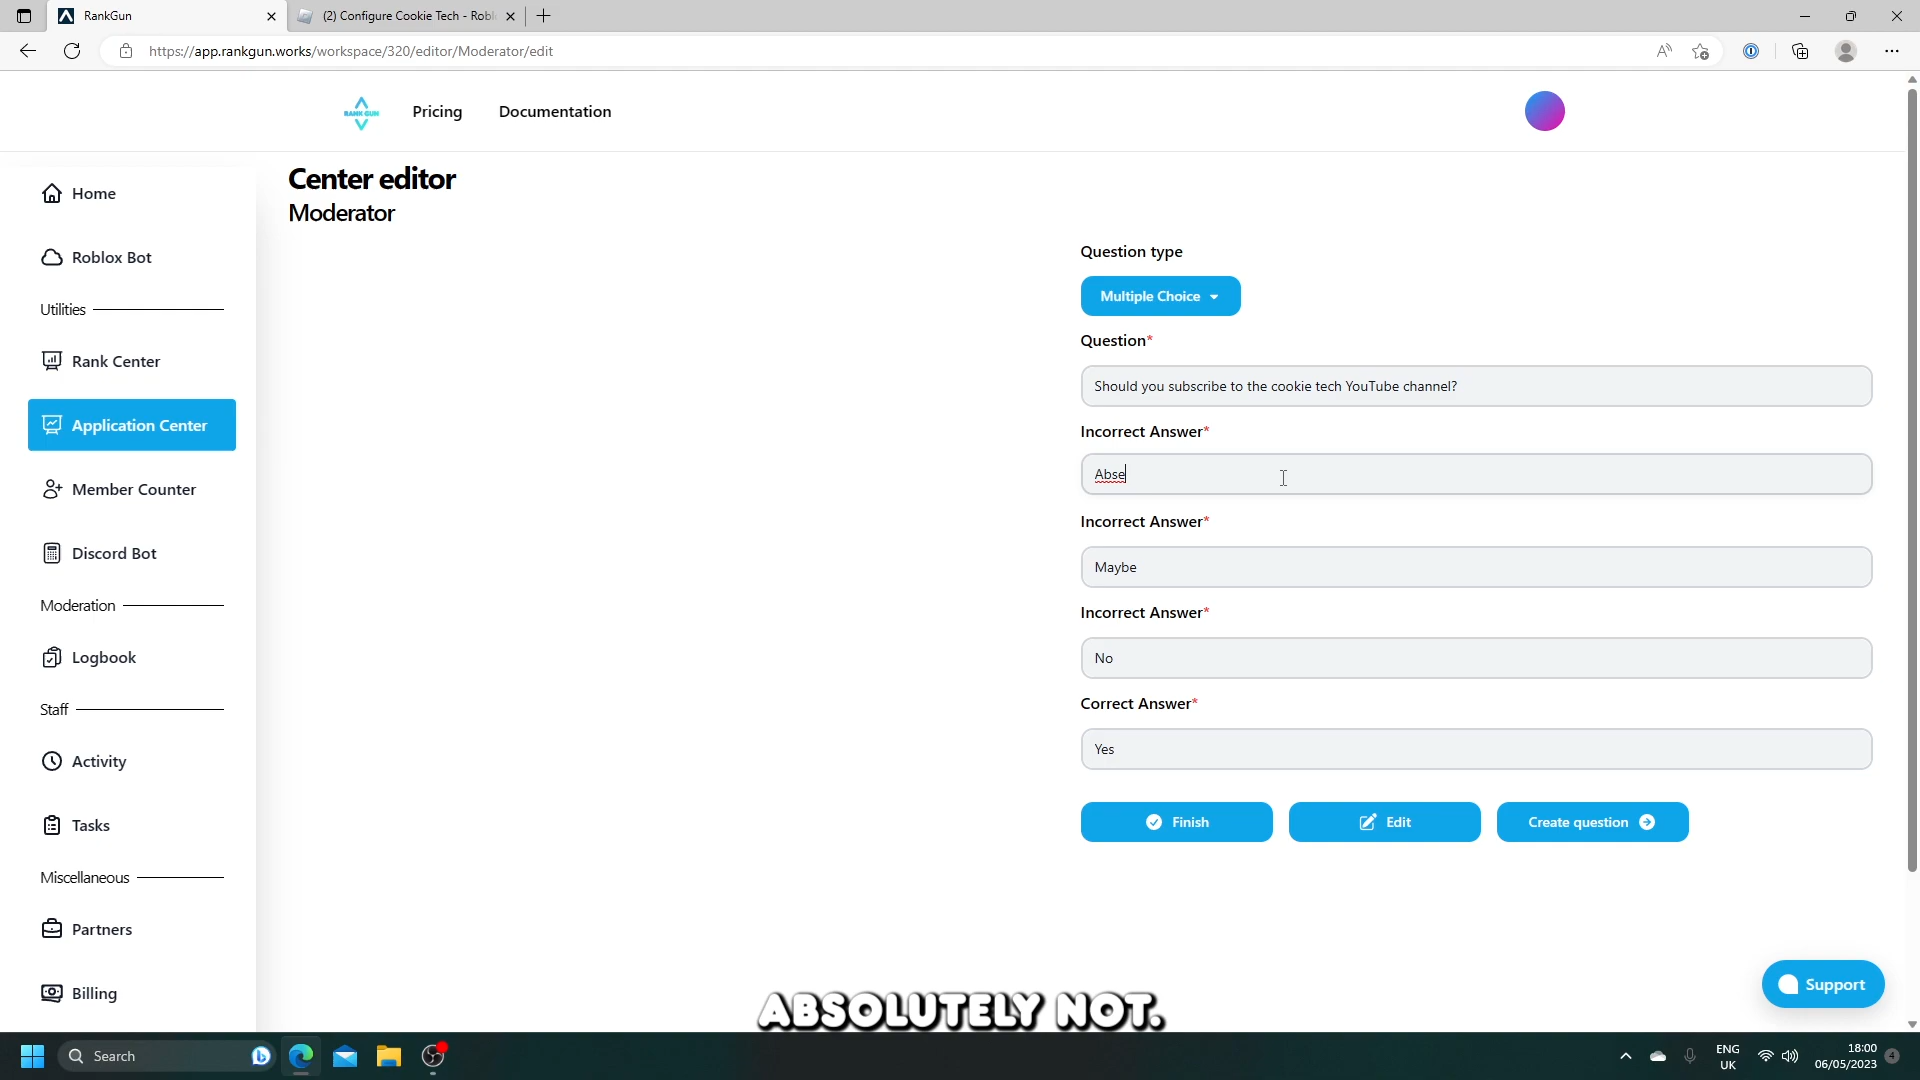 RankGun
(2) Configure Cookie Tech - Robl
https://app.rankgun.works/workspace/320/editor/Moderator/edit
RANK GUN
Pricing
Documentation
Center editor
Moderator
Home
Roblox Bot
Utilities
Rank Center
Application Center
Member Counter
Discord Bot
Moderation
Logbook
Staff
Activity
Tasks
Miscellaneous
Partners
Billing
Question type
Multiple Choice
Question*
Should you subscribe to the cookie tech YouTube channel?
Incorrect Answer*
Abse
Incorrect Answer*
Maybe
Incorrect Answer*
No
Correct Answer*
Yes
Finish
Edit
Create question
Support
ABSOLUTELY NOT.
Search
ENG
UK
18:00
06/05/2023
4